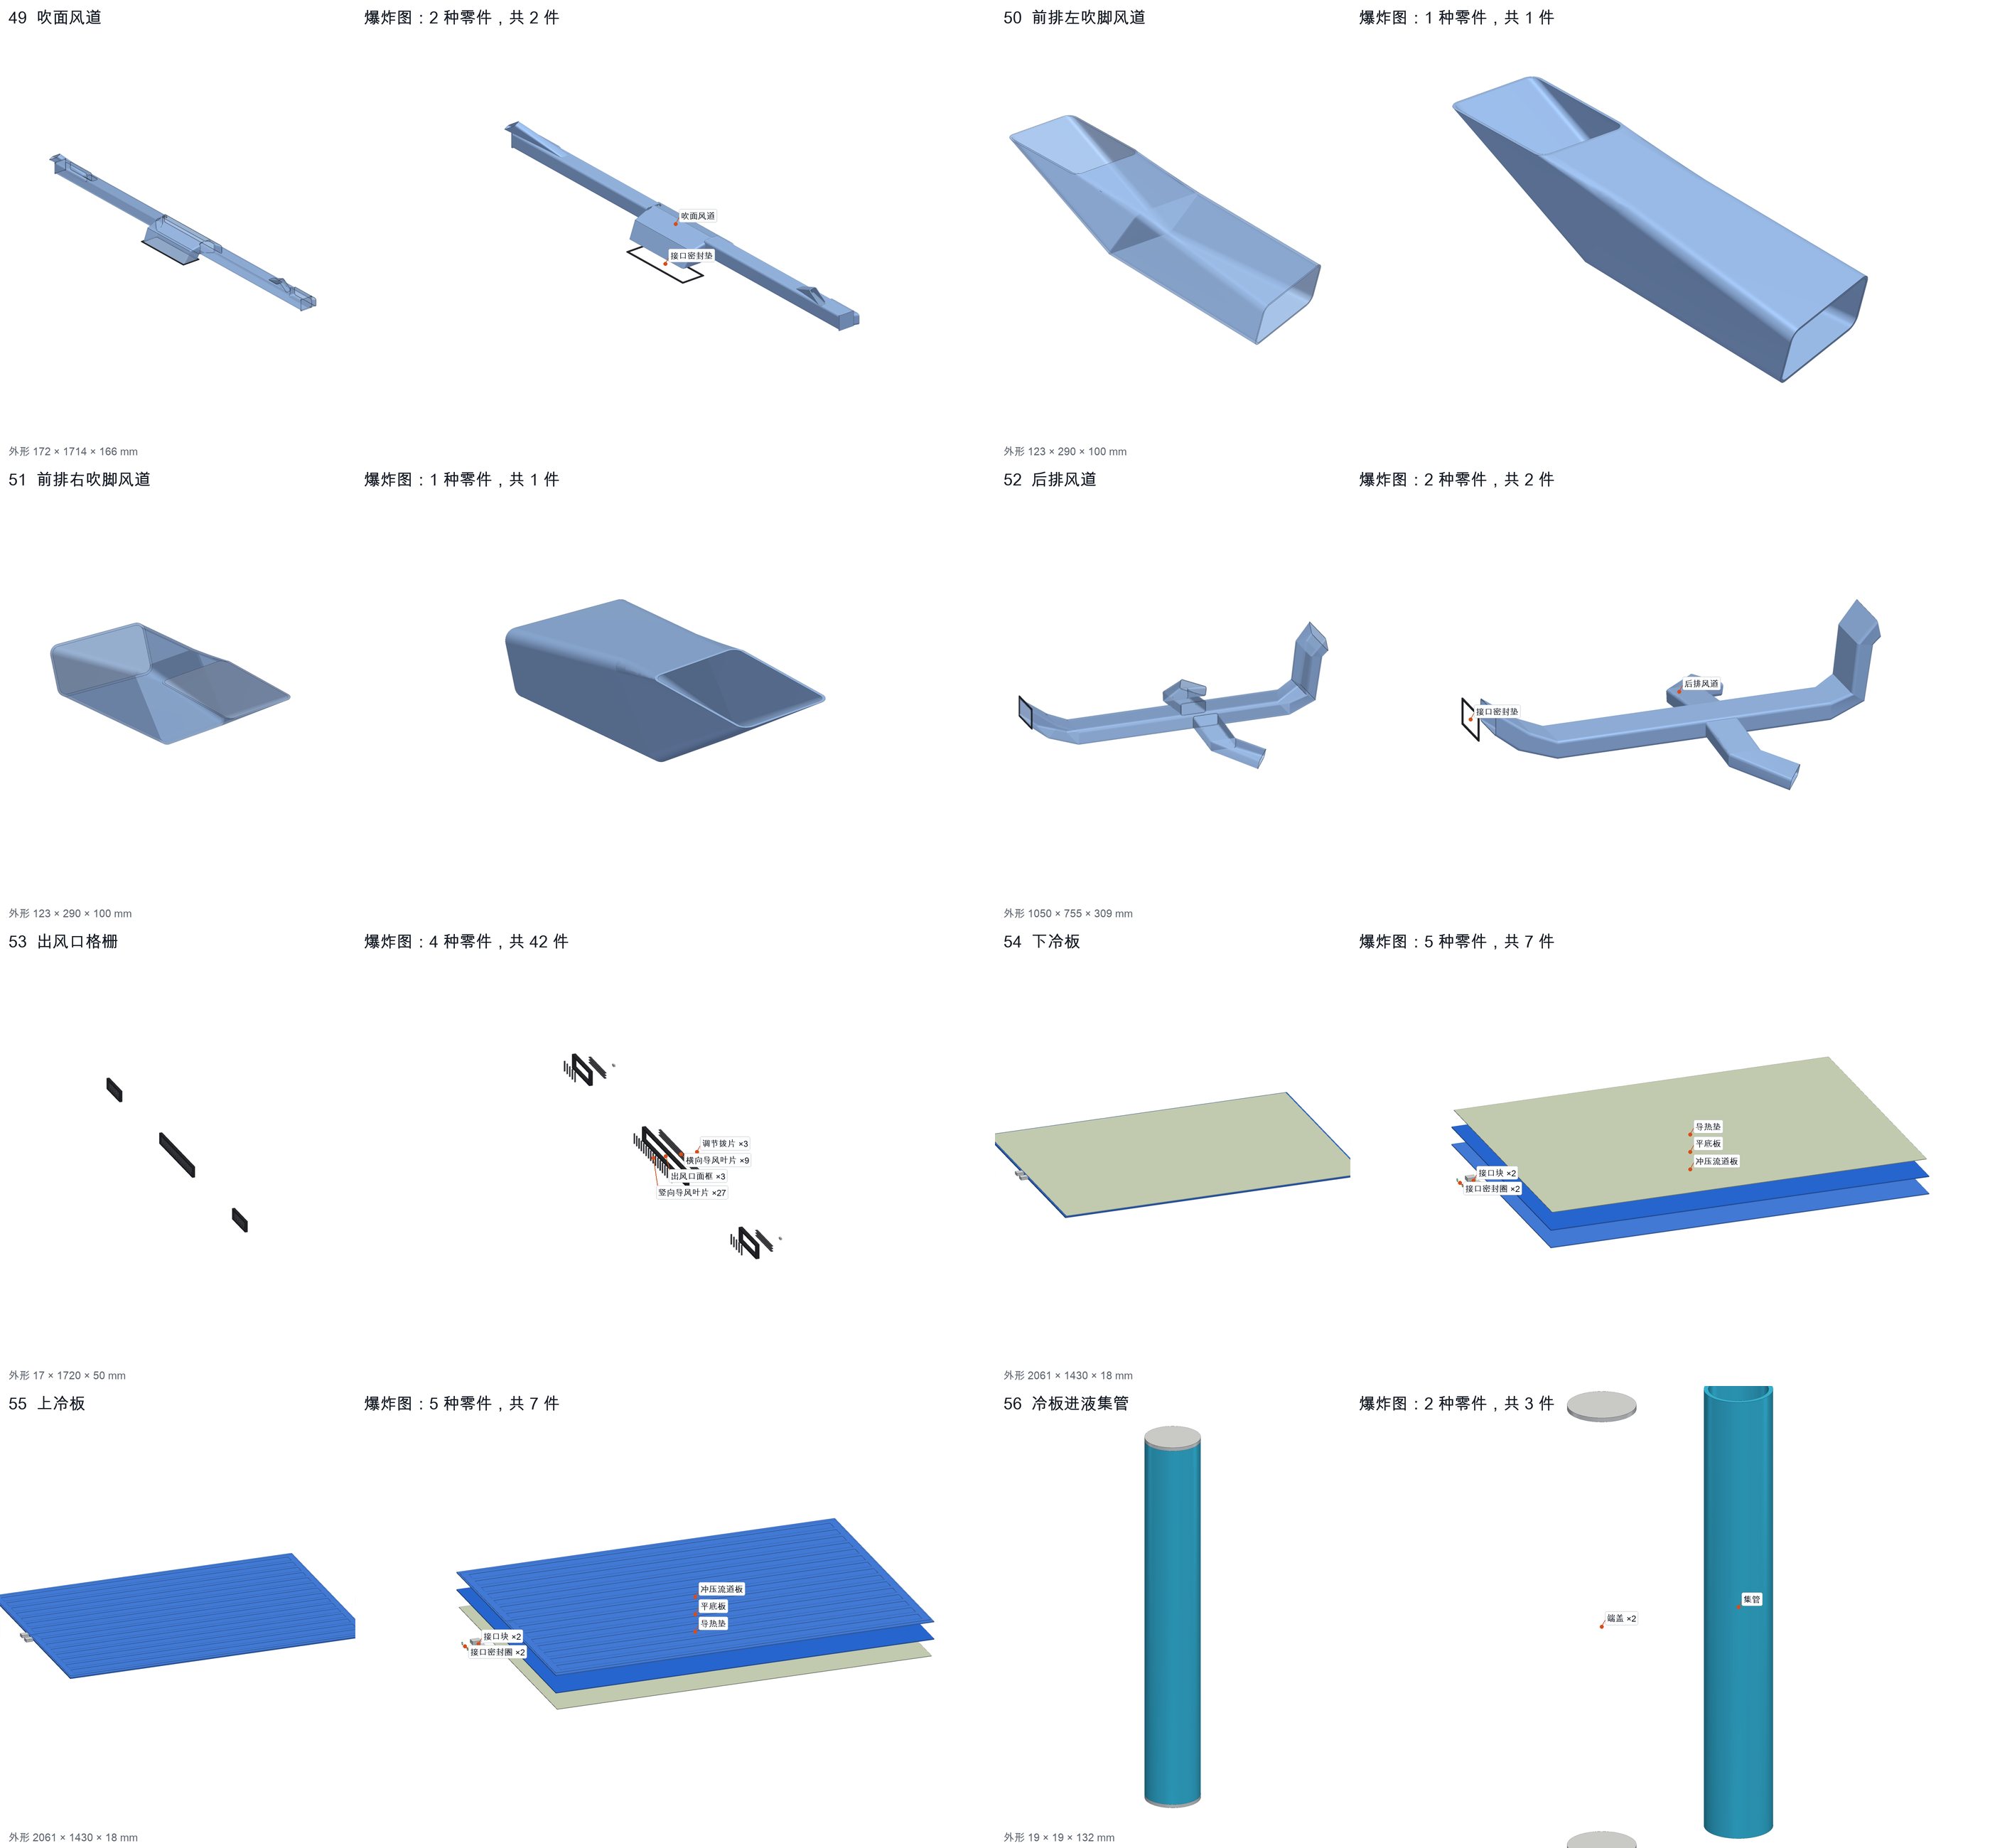 49 吹面风道
爆炸图：2 种零件，共 2 件
吹面风道
接口密封垫
外形 172 × 1714 × 166 mm
50 前排左吹脚风道
爆炸图：1 种零件，共 1 件
外形 123 × 290 × 100 mm
51 前排右吹脚风道
爆炸图：1 种零件，共 1 件
外形 123 × 290 × 100 mm
52 后排风道
爆炸图：2 种零件，共 2 件
后排风道
接口密封垫
外形 1050 × 755 × 309 mm
53 出风口格栅
爆炸图：4 种零件，共 42 件
调节拨片 ×3
横向导风叶片 ×9
出风口面框 ×3
竖向导风叶片 ×27
外形 17 × 1720 × 50 mm
54 下冷板
爆炸图：5 种零件，共 7 件
导热垫
平底板
冲压流道板
接口块 ×2
接口密封圈 ×2
外形 2061 × 1430 × 18 mm
55 上冷板
爆炸图：5 种零件，共 7 件
冲压流道板
平底板
导热垫
接口块 ×2
接口密封圈 ×2
外形 2061 × 1430 × 18 mm
56 冷板进液集管
爆炸图：2 种零件，共 3 件
集管
端盖 ×2
外形 19 × 19 × 132 mm